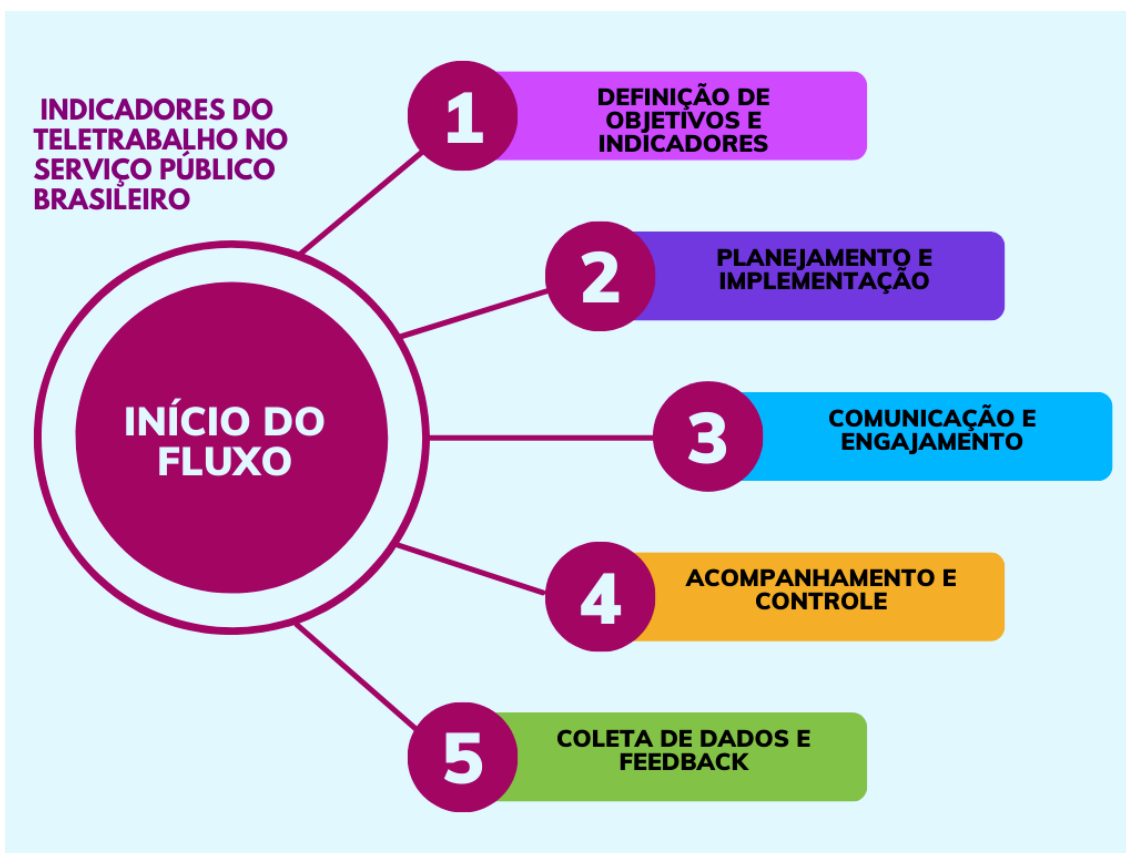 INDICADORES DO
TELETRABALHO NO
SERVIÇO PÚBLICO
BRASILEIRO
INÍCIO DO
FLUXO
1
DEFINIÇÃO DE
OBJETIVOS E
INDICADORES
2
PLANEJAMENTO E
IMPLEMENTAÇÃO
3
COMUNICAÇÃO E
ENGAJAMENTO
4
ACOMPANHAMENTO E
CONTROLE
5
COLETA DE DADOS E
FEEDBACK